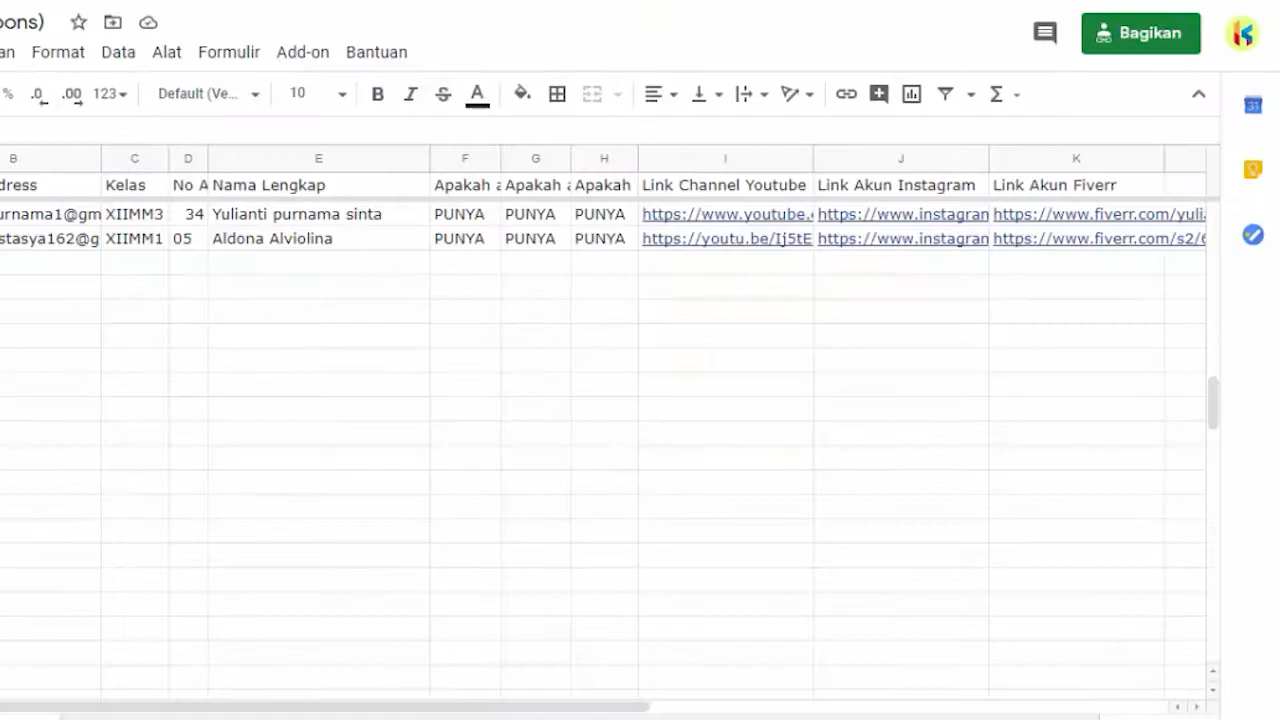 oons)
an Format Data Alat Formulir Add-on Bantuan
Bagikan
% .0 .00 123 Default (Ve... 10 B I S A Σ
31
B C D E F G H I J K
dress Kelas No A Nama Lengkap Apakah a Apakah a Apakah Link Channel Youtube Link Akun Instagram Link Akun Fiverr
urnama1@gm XIIMM3 34 Yulianti purnama sinta PUNYA PUNYA PUNYA https://www.youtube. https://www.instagran https://www.fiverr.com/yuli
stasya162@g XIIMM1 05 Aldona Alviolina PUNYA PUNYA PUNYA https://youtu.be/Ij5tE https://www.instagran https://www.fiverr.com/s2/6